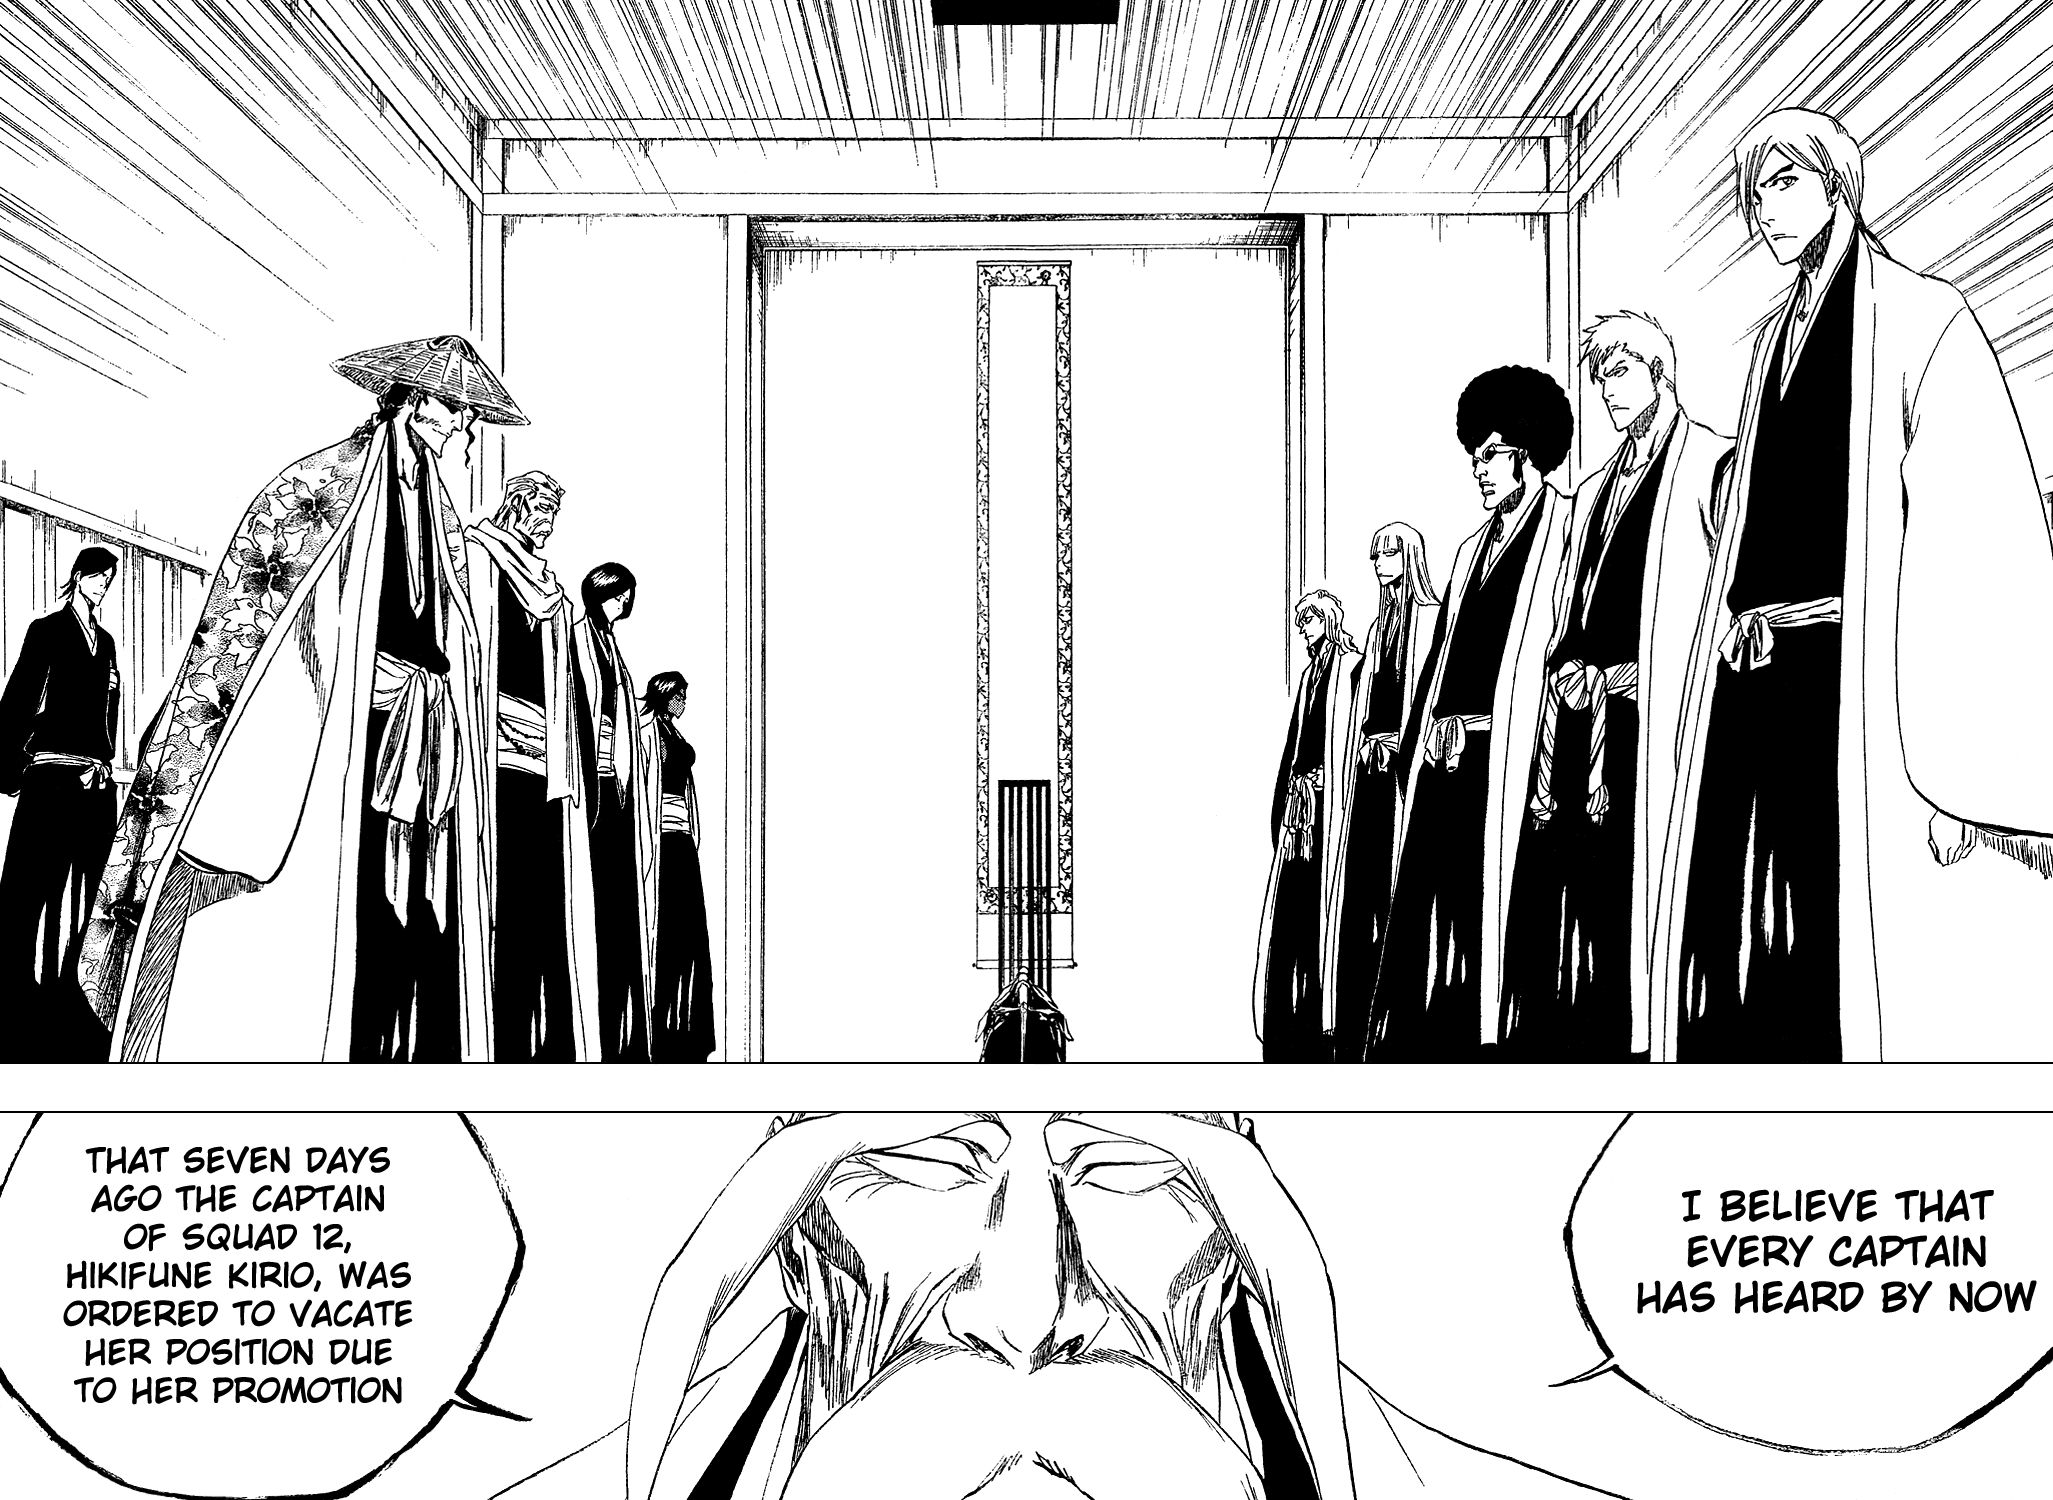 I BELIEVE THAT
EVERY CAPTAIN
HAS HEARD BY NOW
THAT SEVEN DAYS
AGO THE CAPTAIN
OF SQUAD 12,
HIKIFUNE KIRIO, WAS
ORDERED TO VACATE
HER POSITION DUE
TO HER PROMOTION